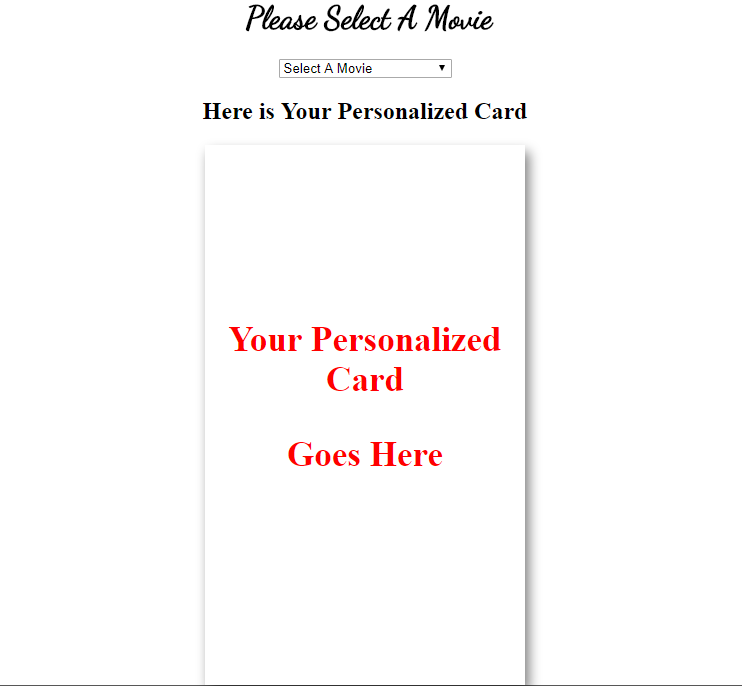 Please Select A Movie
Select A Movie
Here is Your Personalized Card
Your Personalized
Card
Goes Here